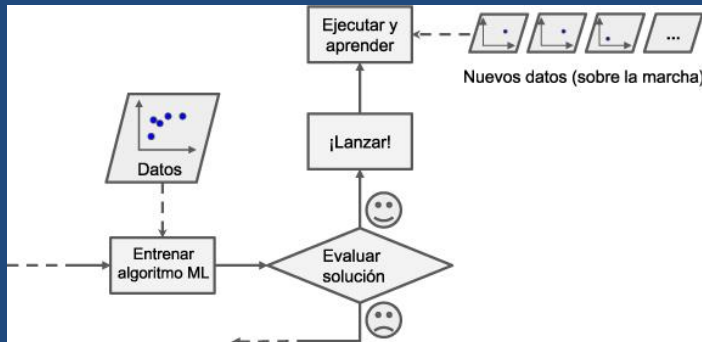 Ejecutar y
aprender
...
Nuevos datos (sobre la marcha)
¡Lanzar!
Datos
Entrenar
algoritmo ML
Evaluar
solución